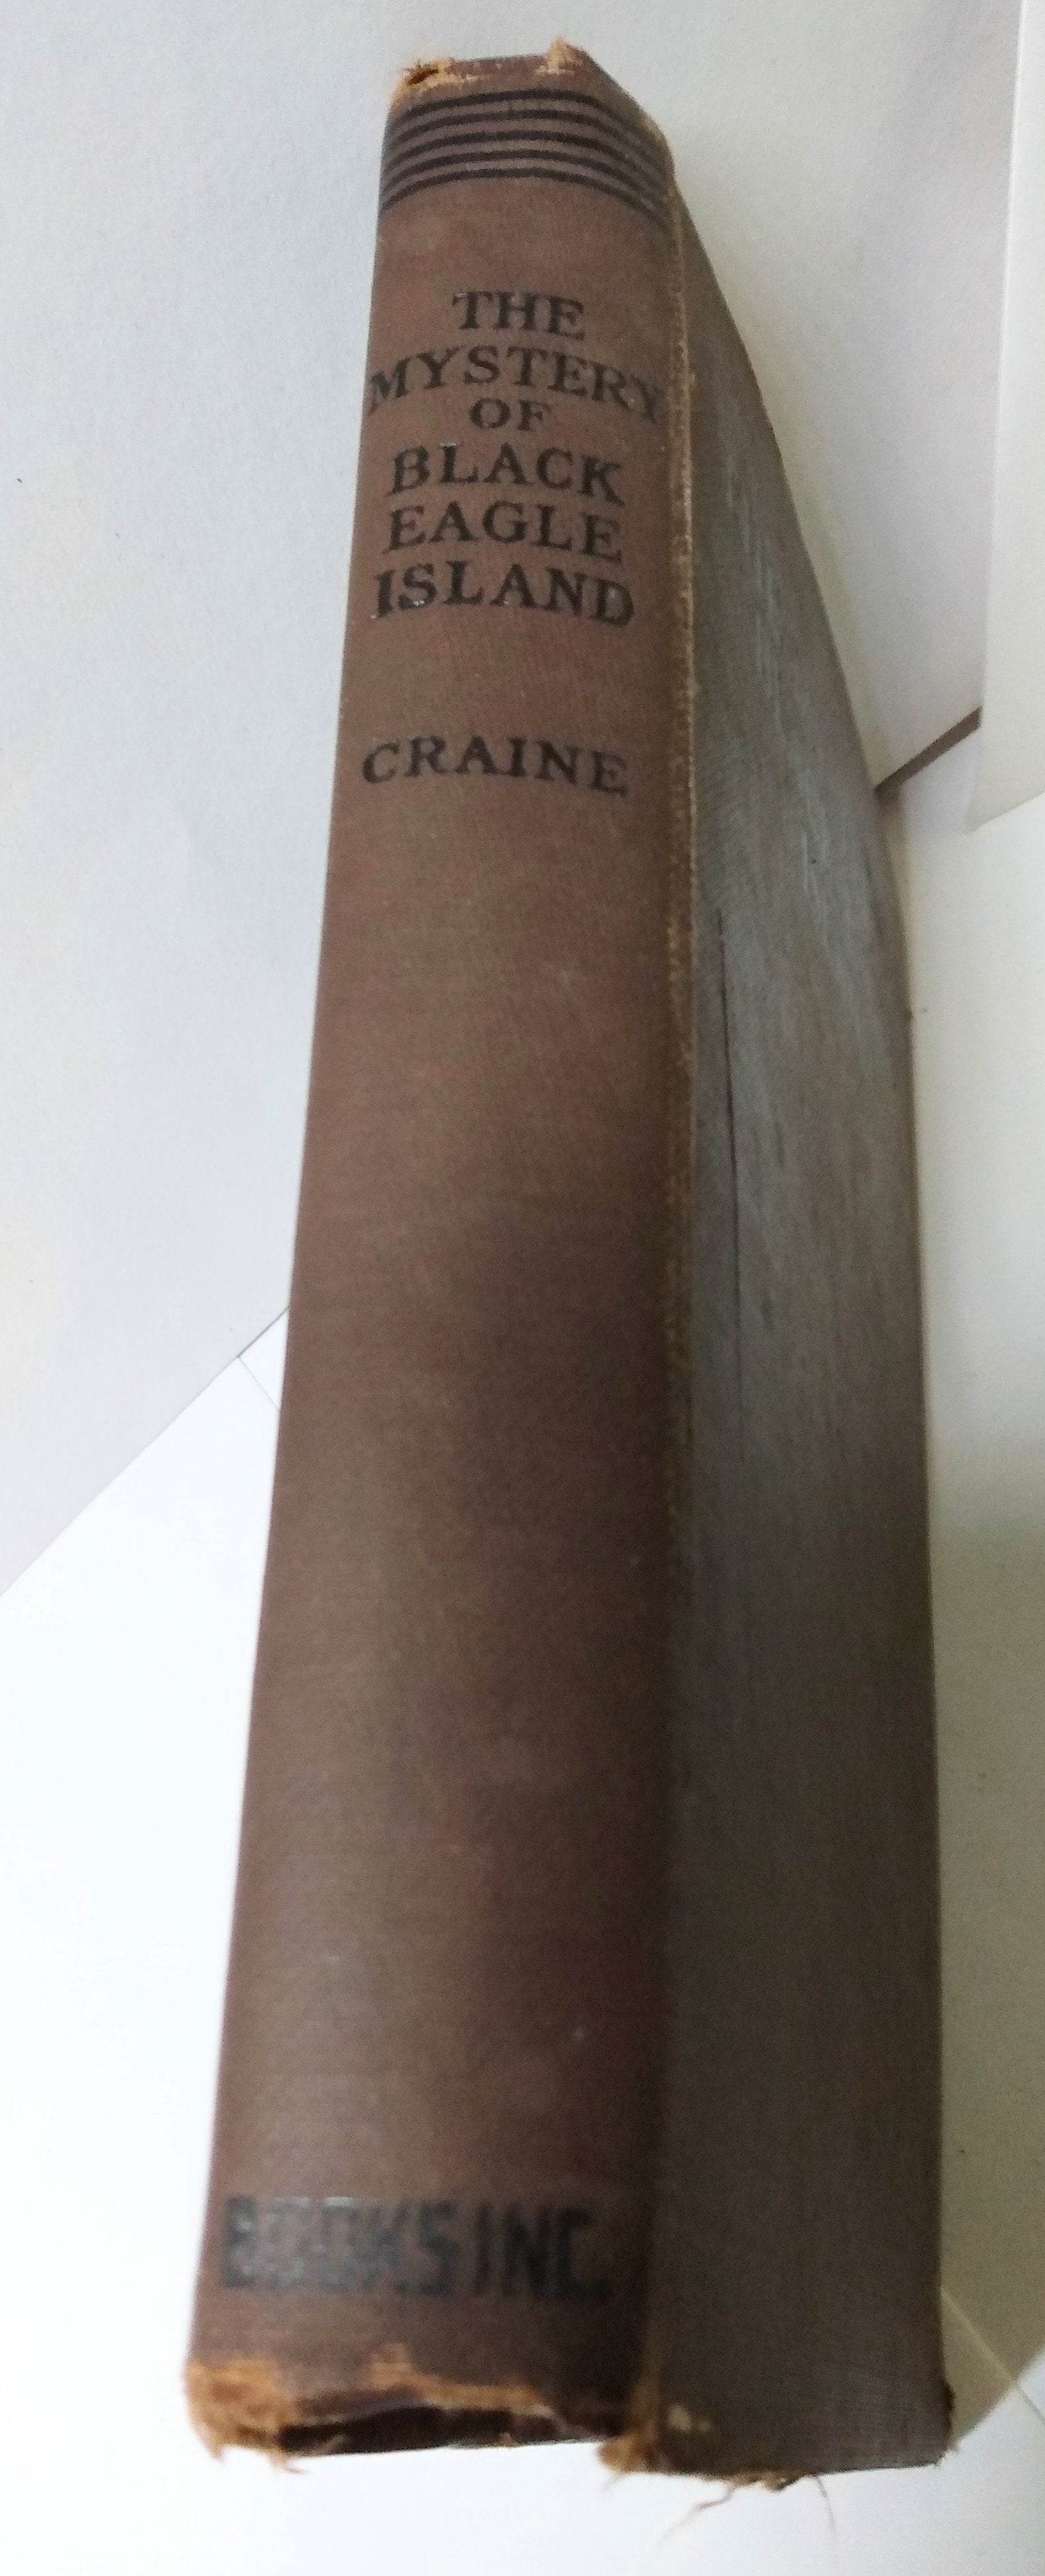 THE
MYSTERY
OF
BLACK
EAGLE
ISLAND
CRAINE
BOOKS INC.